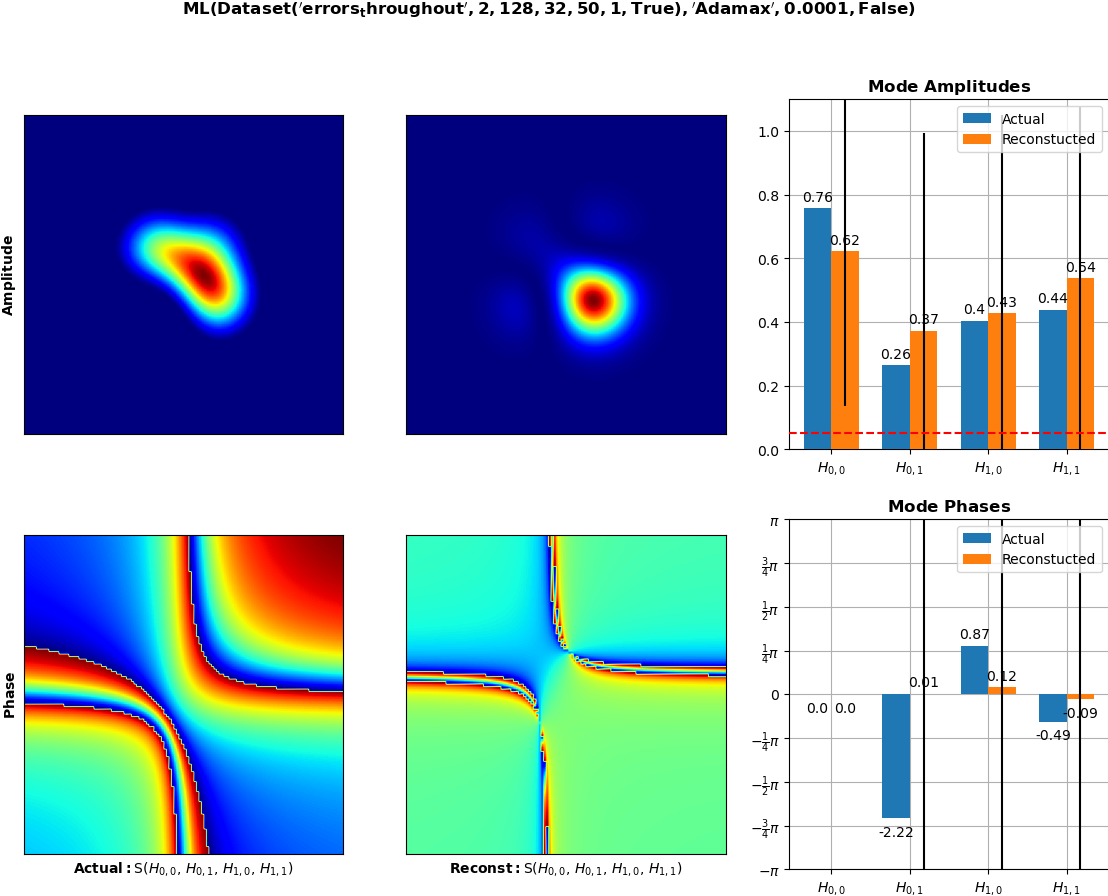 ML(Dataset('errors_throughout', 2, 128, 32, 50, 1, True), 'Adamax', 0.0001, False)
Mode Amplitudes
Actual
Reconstucted
Amplitude
1.0
0.8
0.6
0.4
0.2
0.0
0.76
0.62
0.26
0.37
0.4
0.43
0.44
0.54
H0,0
H0,1
H1,0
H1,1
Mode Phases
Actual
Reconstucted
Phase
π
3/4π
1/2π
1/4π
0
−1/4π
−1/2π
−3/4π
−π
0.0
0.0
-2.22
0.01
0.87
0.12
-0.49
-0.09
H0,0
H0,1
H1,0
H1,1
Actual: S(H0,0, H0,1, H1,0, H1,1)
Reconst: S(H0,0, H0,1, H1,0, H1,1)